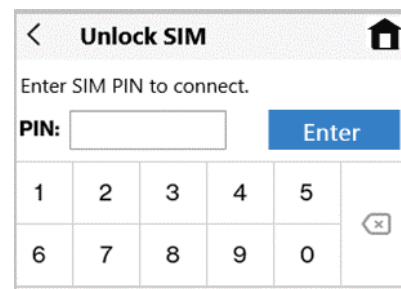 Unlock SIM
Enter SIM PIN to connect.
PIN: Enter
1 2 3 4 5
6 7 8 9 0